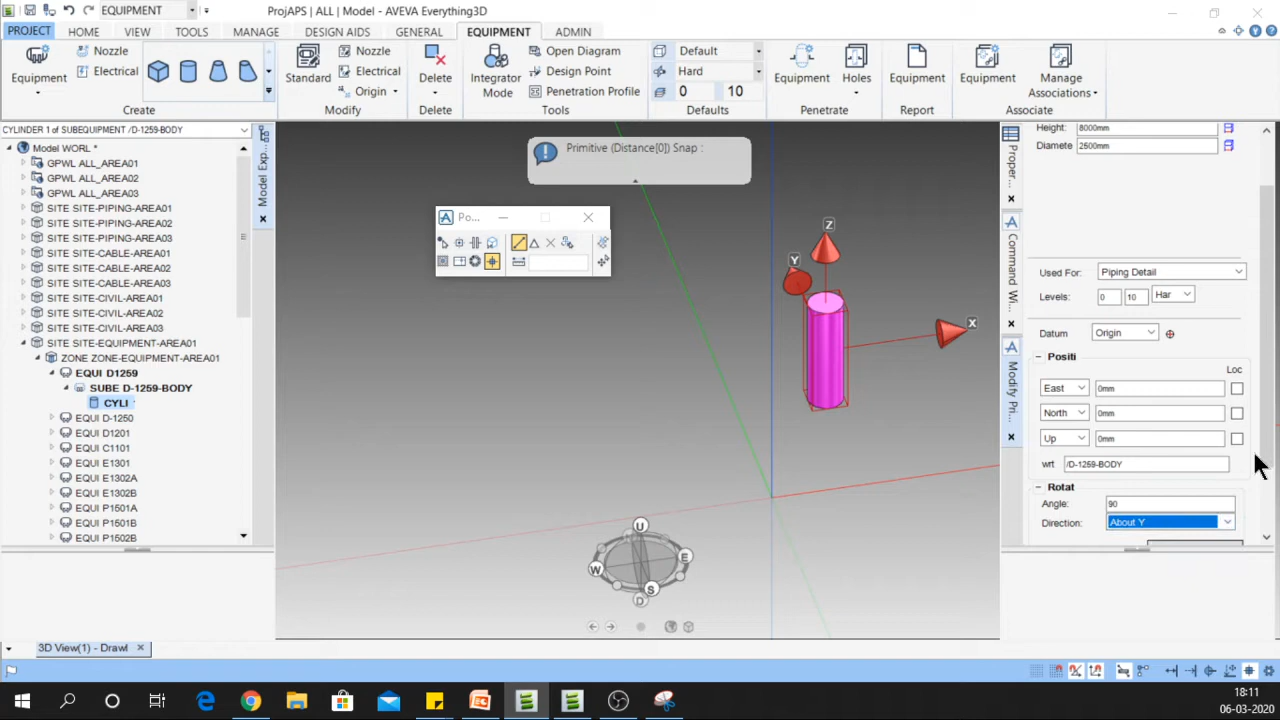 EQUIPMENT
ProjAPS | ALL | Model - AVEVA Everything3D
PROJECT HOME VIEW TOOLS MANAGE DESIGN AIDS GENERAL EQUIPMENT ADMIN
Equipment
Nozzle
Electrical
Create
Standard
Nozzle
Electrical
Origin
Modify
Delete
Delete
Integrator Mode
Open Diagram
Design Point
Penetration Profile
Tools
Default
Hard
0 10
Defaults
Equipment
Holes
Penetrate
Equipment
Report
Equipment
Manage Associations
Associate
CYLINDER 1 of SUBEQUIPMENT /D-1259-BODY
Model WORL *
GPWL ALL_AREA01
GPWL ALL_AREA02
GPWL ALL_AREA03
SITE SITE-PIPING-AREA01
SITE SITE-PIPING-AREA02
SITE SITE-PIPING-AREA03
SITE SITE-CABLE-AREA01
SITE SITE-CABLE-AREA02
SITE SITE-CABLE-AREA03
SITE SITE-CIVIL-AREA01
SITE SITE-CIVIL-AREA02
SITE SITE-CIVIL-AREA03
SITE SITE-EQUIPMENT-AREA01
ZONE ZONE-EQUIPMENT-AREA01
EQUI D1259
SUBE D-1259-BODY
CYLI
EQUI D-1250
EQUI D1201
EQUI C1101
EQUI E1301
EQUI E1302A
EQUI E1302B
EQUI P1501A
EQUI P1501B
EQUI P1502A
EQUI P1502B
Model Exp...
Primitive (Distance[0]) Snap :
Po...
Z
Y
X
U
W
E
S
D
Proper...
Command Wi...
Modify Pri...
Height: 8000mm
Diamete 2500mm
Used For: Piping Detail
Levels: 0 10 Har
Datum Origin
Positi
Loc
East 0mm
North 0mm
Up 0mm
wrt /D-1259-BODY
Rotat
Angle: 90
Direction: About Y
3D View(1) - Drawl
18:11
06-03-2020